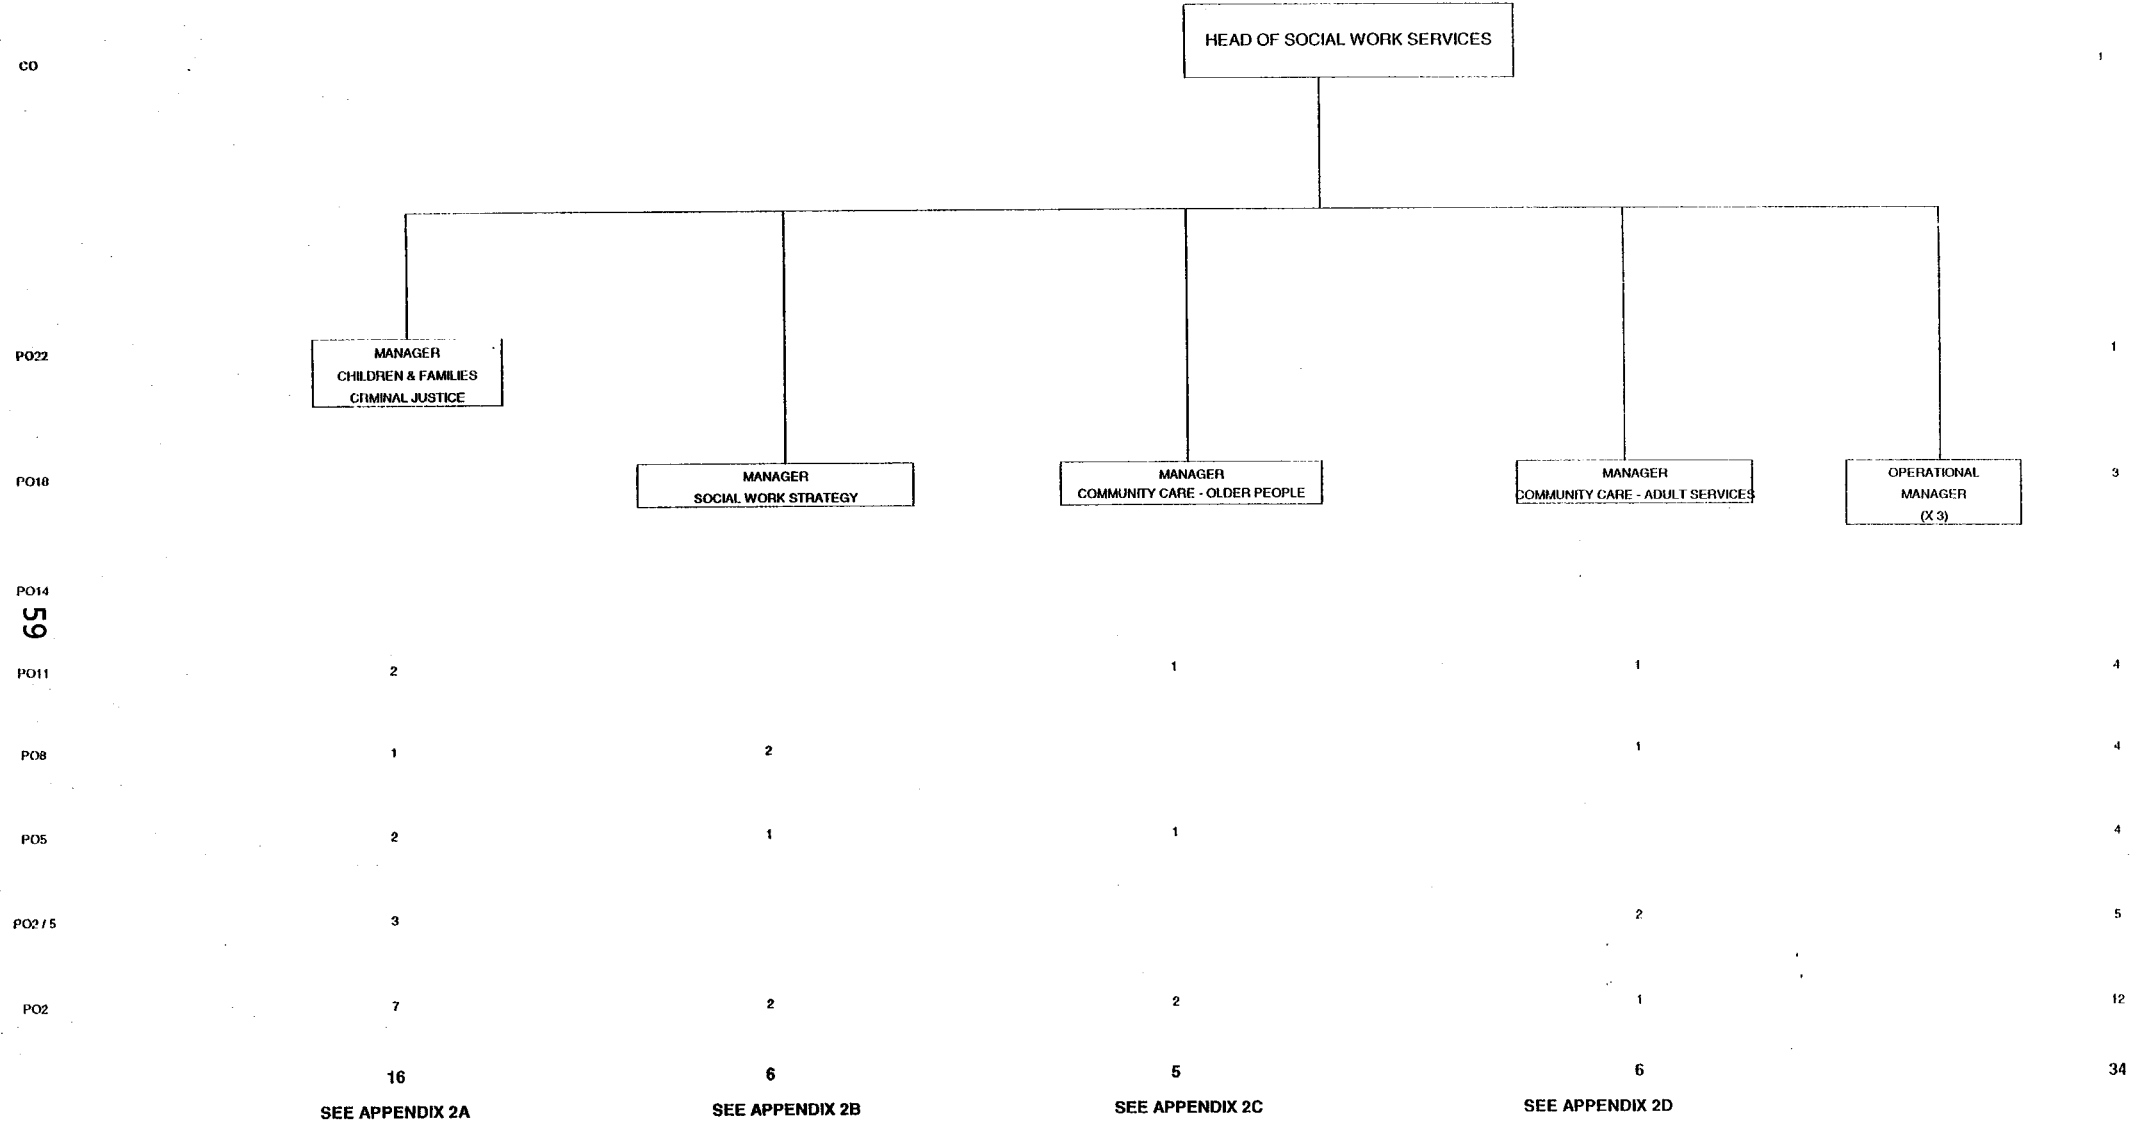 HEAD OF SOCIAL WORK SERVICES
CO 1
PO22 MANAGER 1
CHILDREN & FAMILIES
CRMINAL JUSTICE
PO18 MANAGER MANAGER MANAGER OPERATIONAL 3
SOCIAL WORK STRATEGY COMMUNITY CARE - OLDER PEOPLE COMMUNITY CARE - ADULT SERVICES MANAGER
(X 3)
PO14
59
PO11 2 1 1 4
PO8 1 2 1 4
PO5 2 1 1 4
PO2 / 5 3 2 5
PO2 7 2 2 1 12
16 6 5 6 34
SEE APPENDIX 2A SEE APPENDIX 2B SEE APPENDIX 2C SEE APPENDIX 2D